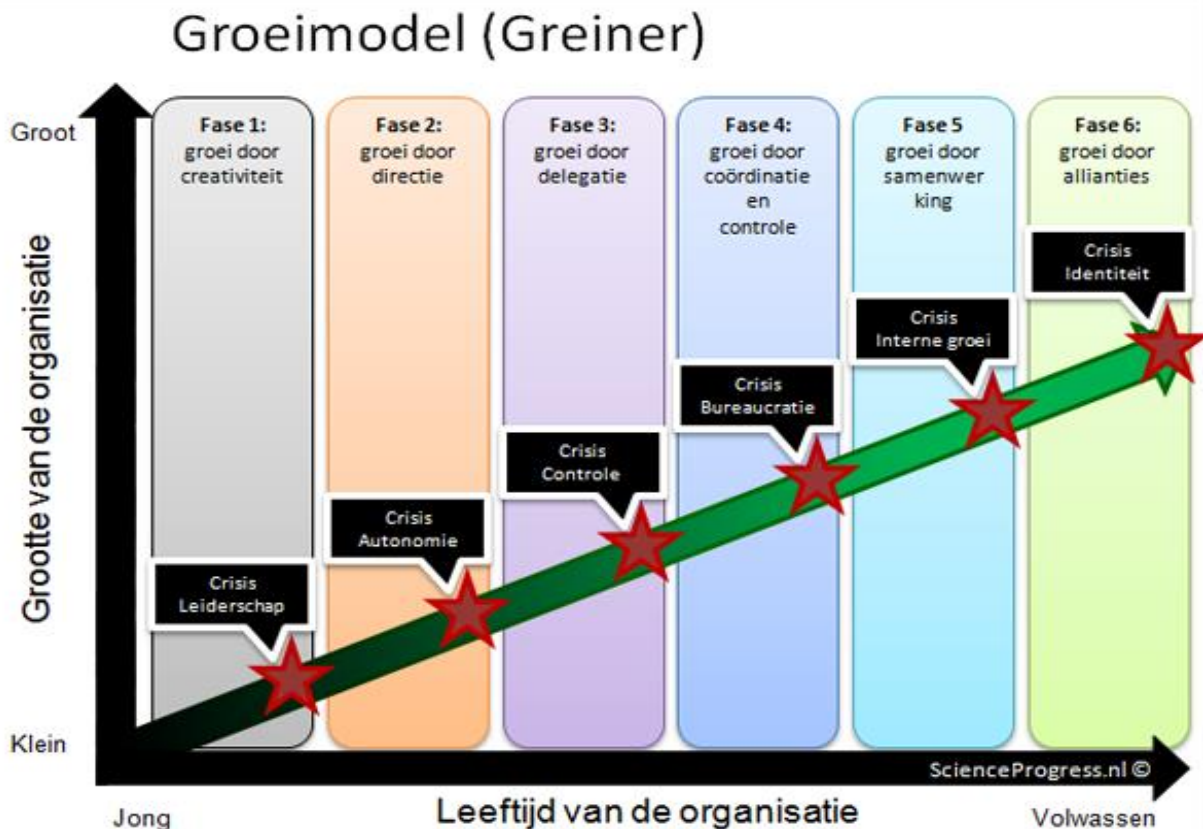 Groeimodel (Greiner)
Groot
Grootte van de organisatie
Klein
Fase 1:
groei door
creativiteit
Fase 2:
groei door
directie
Fase 3:
groei door
delegatie
Fase 4:
groei door
coördinatie
en
controle
Fase 5
groei door
samenwer
king
Fase 6:
groei door
allianties
Crisis
Leiderschap
Crisis
Autonomie
Crisis
Controle
Crisis
Bureaucratie
Crisis
Interne groei
Crisis
Identiteit
ScienceProgress.nl ©
Jong
Leeftijd van de organisatie
Volwassen